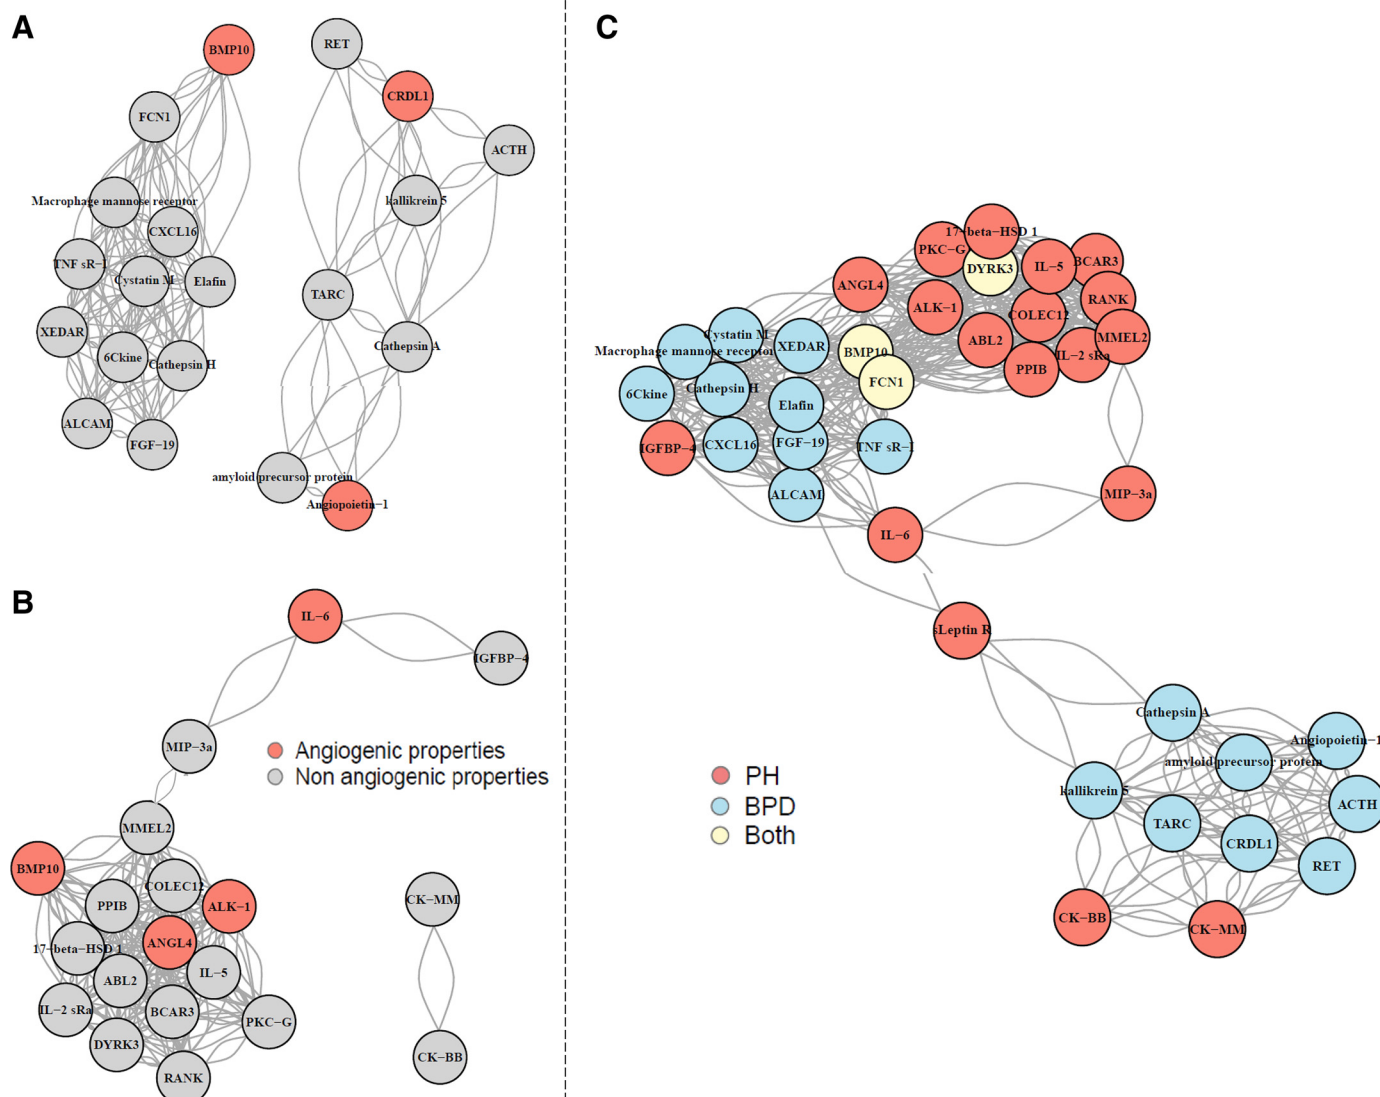 A
BMP10
RET
CRDL1
FCN1
ACTH
Macrophage mannose receptor
kallikrein 5
CXCL16
TNF sR−I
Cystatin M
Elafin
TARC
XEDAR
6Ckine
Cathepsin H
Cathepsin A
ALCAM
FGF−19
amyloid precursor protein
Angiopoietin−1
B
IL−6
IGFBP−4
MIP−3a
Angiogenic properties
Non angiogenic properties
MMEL2
BMP10
COLEC12
PPIB
ALK−1
CK−MM
17−beta−HSD 1
ANGL4
ABL2
IL−5
IL−2 sRa
BCAR3
PKC−G
DYRK3
CK−BB
RANK
C
17−beta−HSD 1
PKC−G
DYRK3
IL−5
BCAR3
ANGL4
ALK−1
RANK
COLEC12
Cystatin M
XEDAR
ABL2
MMEL2
Macrophage mannose receptor
BMP10
IL−2 sRa
PPIB
FCN1
6Ckine
Cathepsin H
Elafin
IGFBP−4
CXCL16
FGF−19
TNF sR−I
ALCAM
MIP−3a
IL−6
sLeptin R
Cathepsin A
Angiopoietin−1
amyloid precursor protein
PH
BPD
Both
kallikrein 5
ACTH
TARC
CRDL1
RET
CK−BB
CK−MM